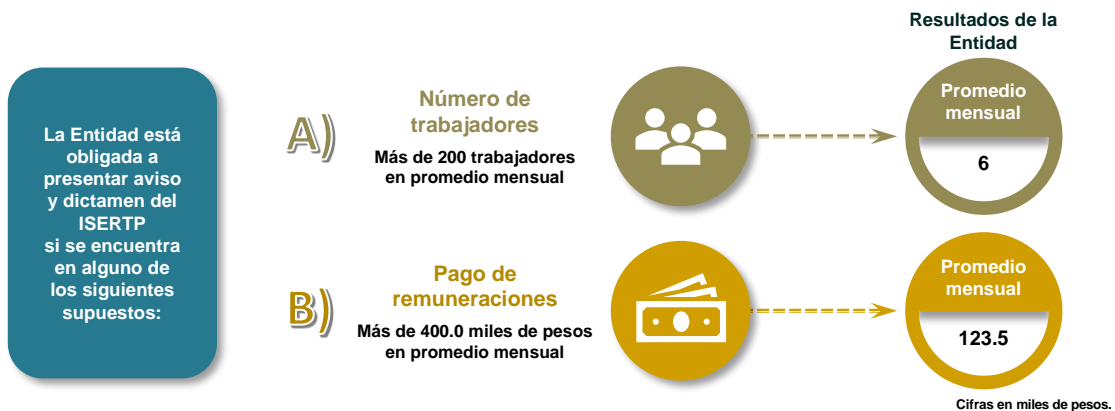 La Entidad está
obligada a
presentar aviso
y dictamen del
ISERTP
si se encuentra
en alguno de
los siguientes
supuestos:
A)
Número de
trabajadores
Más de 200 trabajadores
en promedio mensual
Resultados de la
Entidad
Promedio
mensual
6
B)
Pago de
remuneraciones
Más de 400.0 miles de pesos
en promedio mensual
Promedio
mensual
123.5
Cifras en miles de pesos.